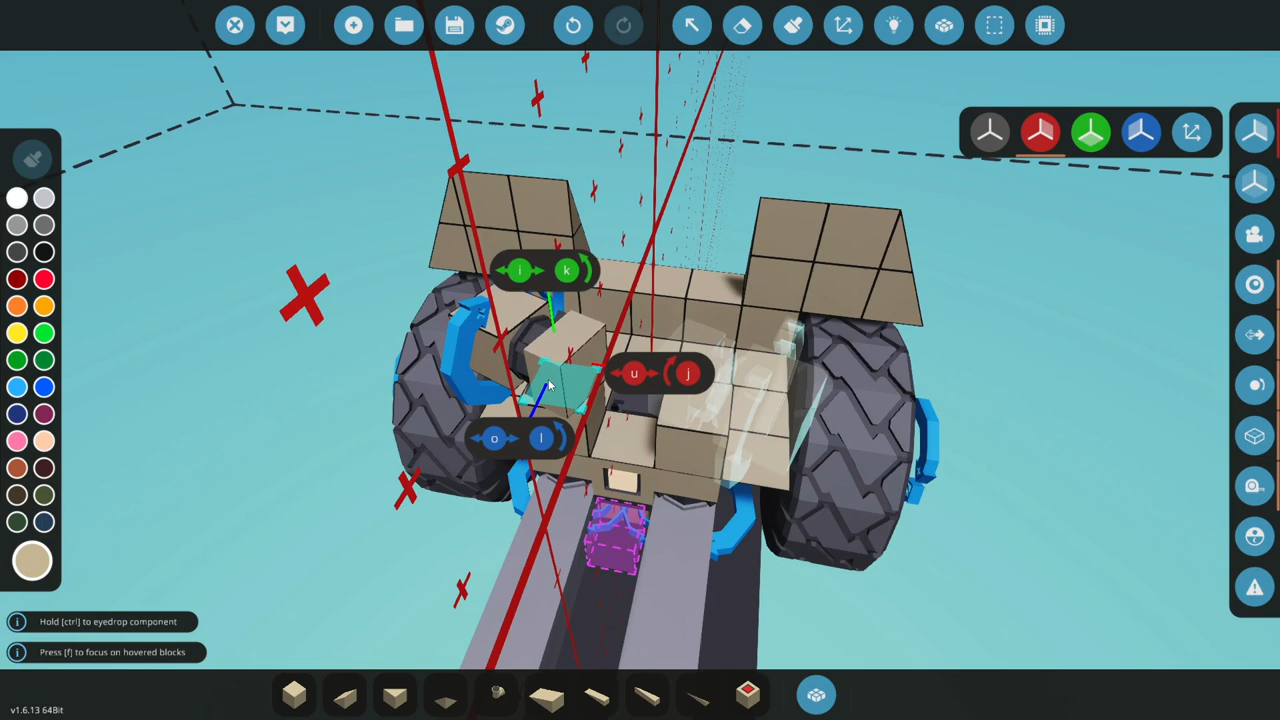 i k
u j
o l
Hold [ctrl] to eyedrop component
Press [f] to focus on hovered blocks
v1.6.13 64Bit